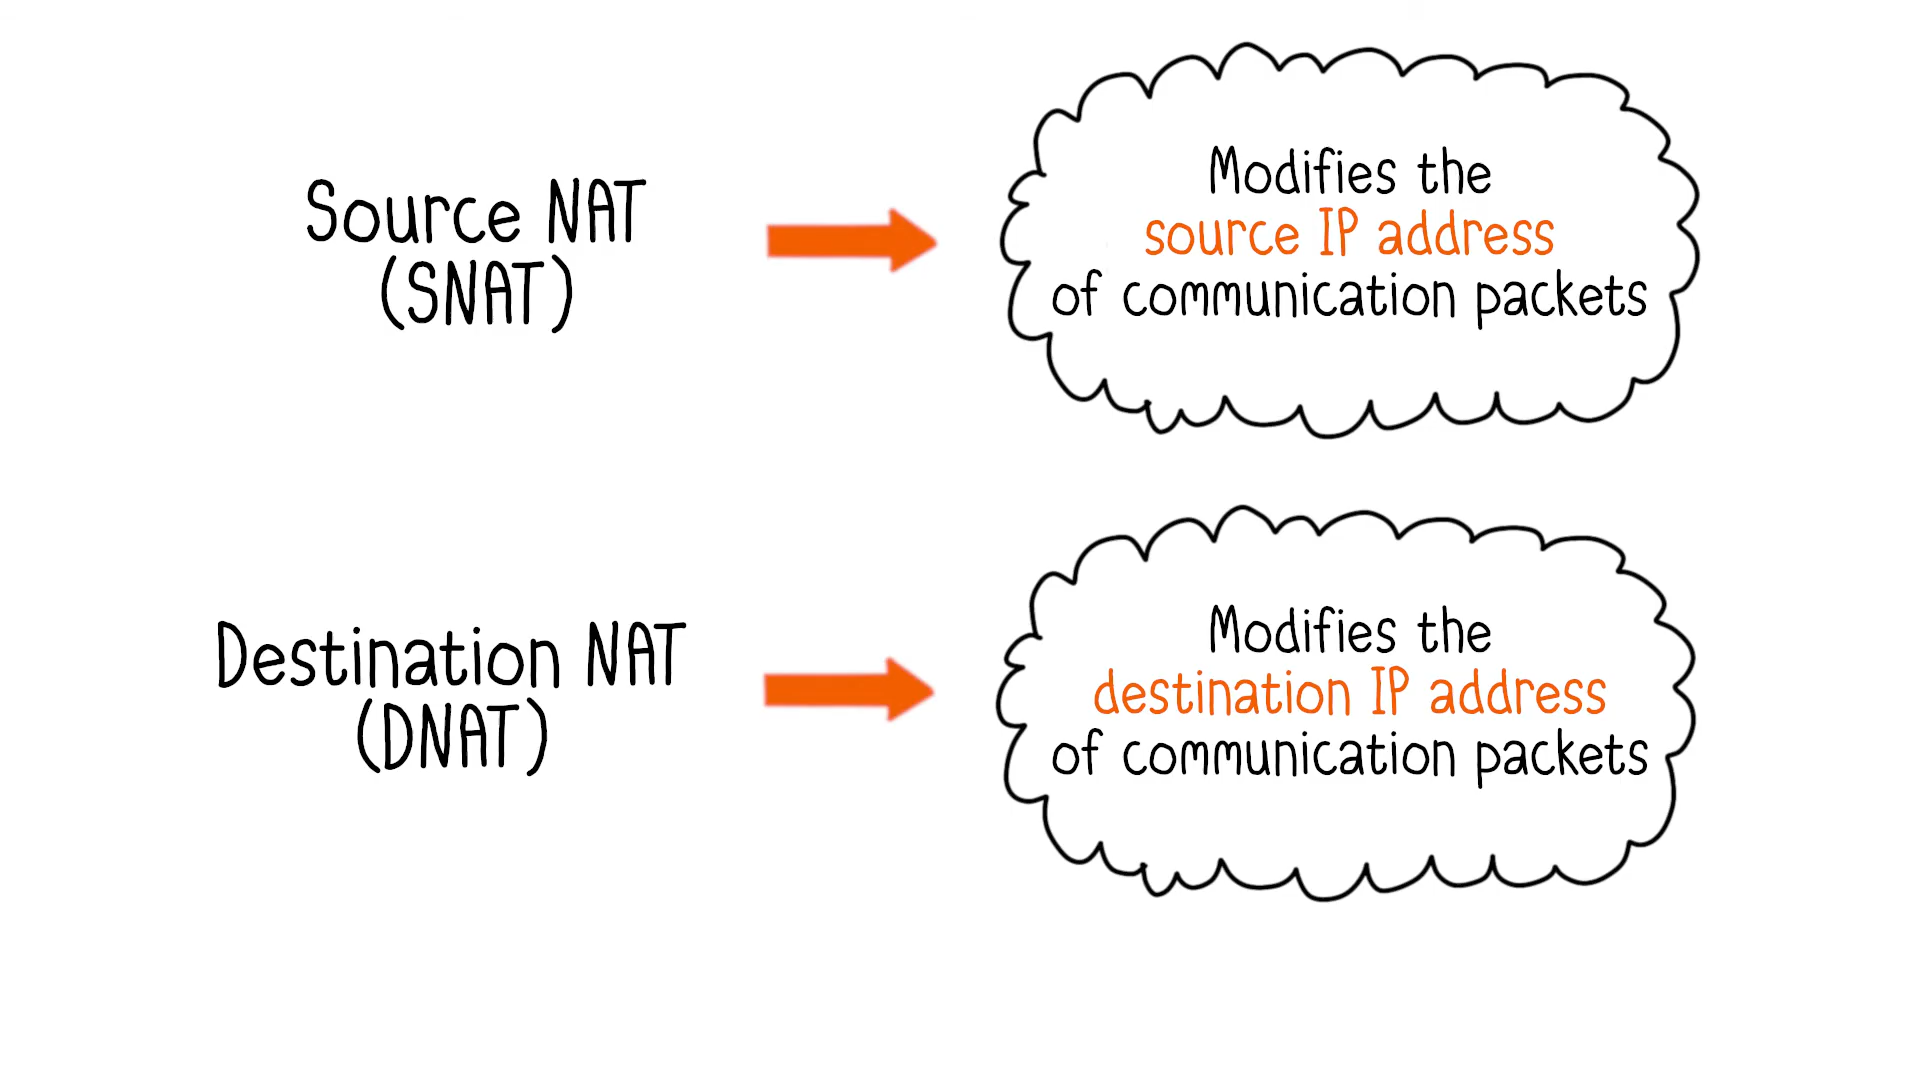 Source NAT
(SNAT)
Modifies the
source IP address
of communication packets
Destination NAT
(DNAT)
Modifies the
destination IP address
of communication packets